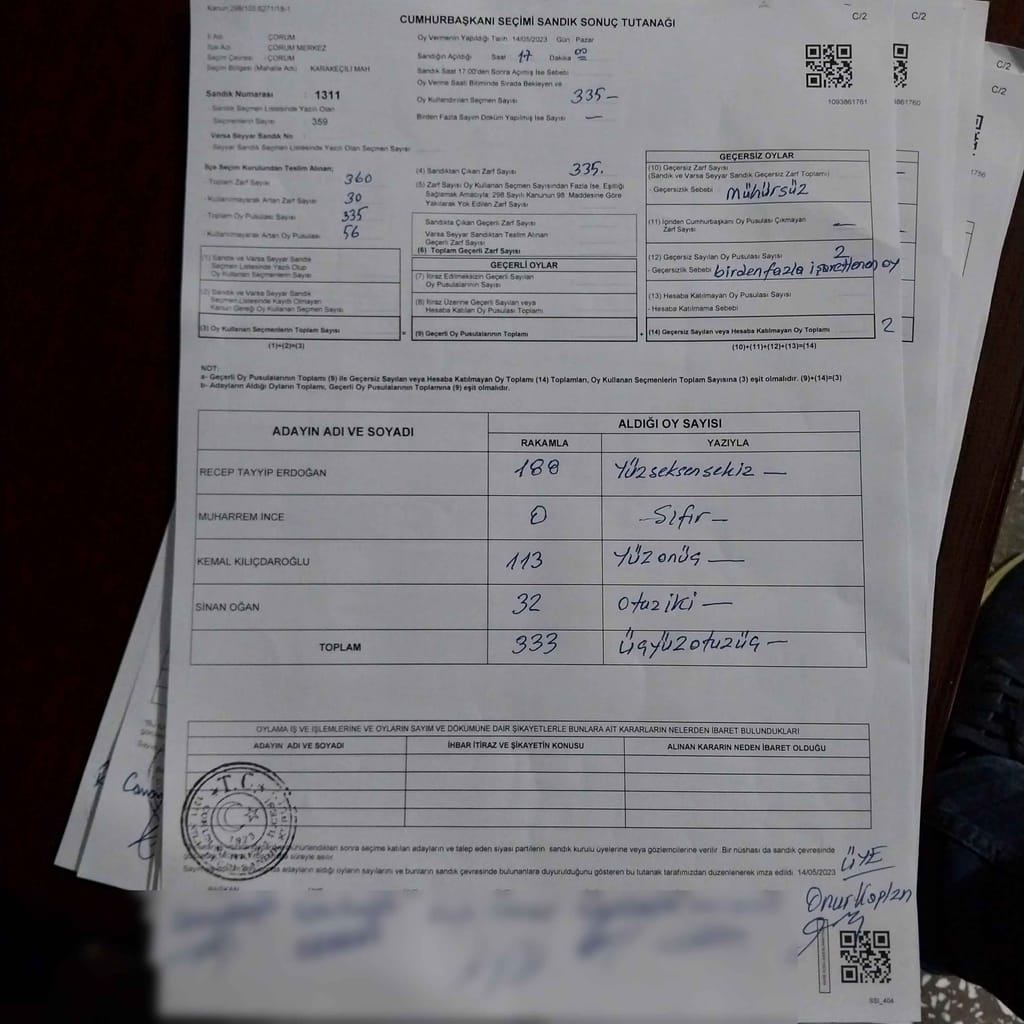 Kanun 298/103.6271/18-1
CUMHURBAŞKANI SEÇİMİ SANDIK SONUÇ TUTANAĞI
C/2
C/2
C/2
C/2
İl Adı : ÇORUM
İlçe Adı : ÇORUM MERKEZ
Seçim Çevresi : ÇORUM
Seçim Bölgesi (Mahalle Adı) : KARAKEÇİLİ MAH
Sandık Numarası : 1311
Sandık Seçmen Listesinde Yazılı Olan
Seçmenlerin Sayısı : 359
Varsa Seyyar Sandık No :
Seyyar Sandık Seçmen Listesinde Yazılı Olan Seçmen Sayısı
Oy Vermenin Yapıldığı Tarih 14/05/2023 Gün : Pazar
Sandığın Açıldığı Saat 17 Dakika 00
Sandık Saat 17.00'den Sonra Açılmış İse Sebebi
Oy Verme Saati Bitiminde Sırada Bekleyen ve
Oy Kullandırılan Seçmen Sayısı 335 —
Birden Fazla Sayım Döküm Yapılmış İse Sayısı —
1093861761
861760
İlçe Seçim Kurulundan Teslim Alınan;
- Toplam Zarf Sayısı 360
- Kullanılmayarak Artan Zarf Sayısı 30
- Toplam Oy Pusulası Sayısı 335
- Kullanılmayarak Artan Oy Pusulası 56
(1) Sandık ve Varsa Seyyar Sandık
Seçmen Listesinde Yazılı Olup
Oy Kullanan Seçmenlerin Sayısı
(2) Sandık ve Varsa Seyyar Sandık
Seçmen Listesinde Kayıtlı Olmayan
Kanun Gereği Oy Kullanan Seçmenlerin Sayısı
(3) Oy Kullanan Seçmenlerin Toplam Sayısı
(1)+(2)=(3)
(4) Sandıktan Çıkan Zarf Sayısı 335.
(5) Zarf Sayısı Oy Kullanan Seçmen Sayısından Fazla İse, Eşitliği
Sağlamak Amacıyla; 298 Sayılı Kanunun 98. Maddesine Göre
Yakılarak Yok Edilen Zarf Sayısı
Sandıkta Çıkan Geçerli Zarf Sayısı
Varsa Seyyar Sandıktan Teslim Alınan
Geçerli Zarf Sayısı
(6) Toplam Geçerli Zarf Sayısı
GEÇERLİ OYLAR
(7) İtiraz Edilmeksizin Geçerli Sayılan
Oy Pusulalarının Sayısı
(8) İtiraz Üzerine Geçerli Sayılan veya
Hesaba Katılan Oy Pusulası Toplamı
= (9) Geçerli Oy Pusulalarının Toplamı +
GEÇERSİZ OYLAR
(10) Geçersiz Zarf Sayısı
(Sandık ve Varsa Seyyar Sandık Geçersiz Zarf Toplamı)
- Geçersizlik Sebebi mühürsüz
(11) İçinden Cumhurbaşkanı Oy Pusulası Çıkmayan
Zarf Sayısı —
(12) Geçersiz Sayılan Oy Pusulası Sayısı 2
- Geçersizlik Sebebi birden fazla işaretlenen oy
(13) Hesaba Katılmayan Oy Pusulası Sayısı
- Hesaba Katılmama Sebebi
(14) Geçersiz Sayılan veya Hesaba Katılmayan Oy Toplamı 2
(10)+(11)+(12)+(13)=(14)
NOT:
a- Geçerli Oy Pusulalarının Toplamı (9) ile Geçersiz Sayılan veya Hesaba Katılmayan Oy Toplamı (14) Toplamları, Oy Kullanan Seçmenlerin Toplam Sayısına (3) eşit olmalıdır. (9)+(14)=(3)
b- Adayların Aldığı Oyların Toplamı, Geçerli Oy Pusulalarının Toplamına (9) eşit olmalıdır.
ADAYIN ADI VE SOYADI
ALDIĞI OY SAYISI
RAKAMLA YAZIYLA
RECEP TAYYİP ERDOĞAN 188 Yüzseksensekiz —
MUHARREM İNCE 0 — Sıfır —
KEMAL KILIÇDAROĞLU 113 Yüzonüç —
SİNAN OĞAN 32 Otuziki —
TOPLAM 333 Üçyüzotuzüç —
OYLAMA İŞ VE İŞLEMLERİNE VE OYLARIN SAYIM VE DÖKÜMÜNE DAİR ŞİKAYETLERLE BUNLARA AİT KARARLARIN NELERDEN İBARET BULUNDUKLARI
ADAYIN ADI VE SOYADI İHBAR İTİRAZ VE ŞİKAYETİN KONUSU ALINAN KARARIN NEDEN İBARET OLDUĞU
T.C.
1923
sonra seçime katılan adayların ve talep eden siyasi partilerin sandık kurulu üyelerine veya gözlemcilerine verilir. Bir nüshası da sandık çevresinde
süreyle asılır.
adayların aldığı oyların sayılarını ve bunların sandık çevresinde bulunanlara duyurulduğunu gösteren bu tutanak tarafımızdan düzenlenerek imza edildi. 14/05/2023
ÜYE
Onur Kaplan
SSI_404